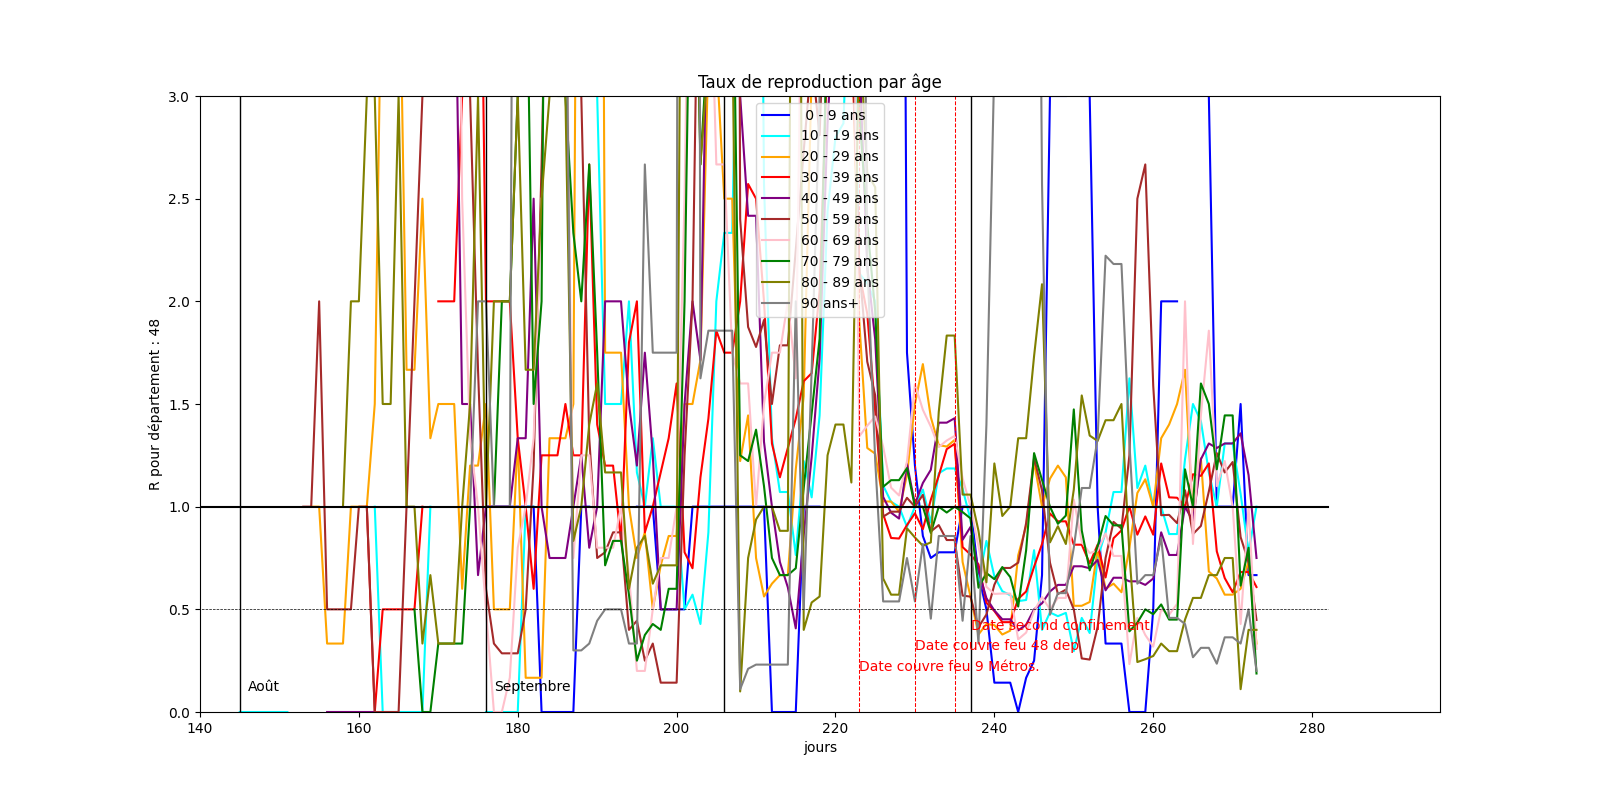 Taux de reproduction par âge
R pour département : 48
3.0
2.5
2.0
1.5
1.0
0.5
0.0
0 - 9 ans
10 - 19 ans
20 - 29 ans
30 - 39 ans
40 - 49 ans
50 - 59 ans
60 - 69 ans
70 - 79 ans
80 - 89 ans
90 ans+
Date second confinement
Date couvre feu 48 dep
Date couvre feu 9 Métros.
Août
Septembre
140 160 180 200 220 240 260 280
jours